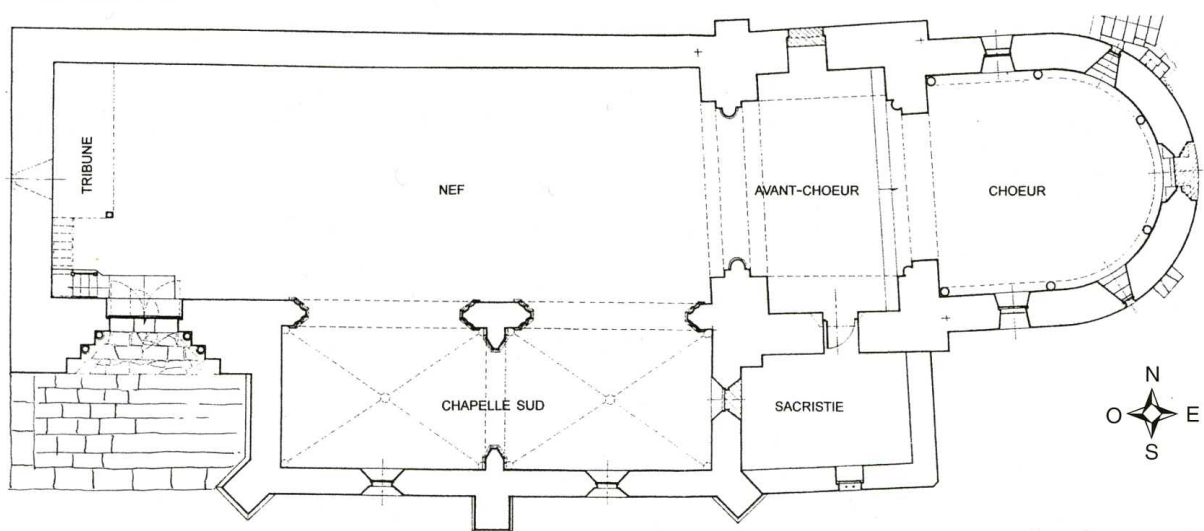 TRIBUNE
NEF
AVANT-CHOEUR
CHOEUR
CHAPELLE SUD
SACRISTIE
N
O E
S